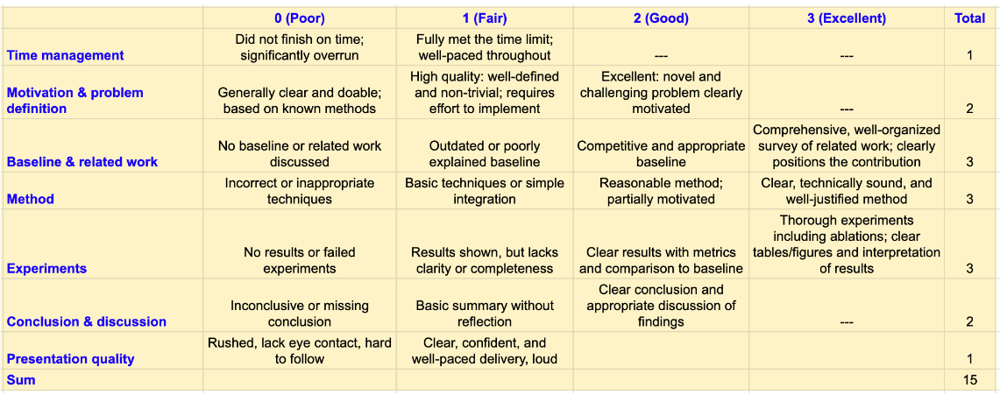 0 (Poor) 1 (Fair) 2 (Good) 3 (Excellent) Total
Time management
Did not finish on time;
significantly overrun
Fully met the time limit;
well-paced throughout
---
---
1
Motivation & problem
definition
Generally clear and doable;
based on known methods
High quality: well-defined
and non-trivial; requires
effort to implement
Excellent: novel and
challenging problem clearly
motivated
---
2
Baseline & related work
No baseline or related work
discussed
Outdated or poorly
explained baseline
Competitive and appropriate
baseline
Comprehensive, well-organized
survey of related work; clearly
positions the contribution
3
Method
Incorrect or inappropriate
techniques
Basic techniques or simple
integration
Reasonable method;
partially motivated
Clear, technically sound, and
well-justified method
3
Experiments
No results or failed
experiments
Results shown, but lacks
clarity or completeness
Clear results with metrics
and comparison to baseline
Thorough experiments
including ablations; clear
tables/figures and interpretation
of results
3
Conclusion & discussion
Inconclusive or missing
conclusion
Basic summary without
reflection
Clear conclusion and
appropriate discussion of
findings
---
2
Presentation quality
Rushed, lack eye contact, hard
to follow
Clear, confident, and
well-paced delivery, loud
1
Sum
15